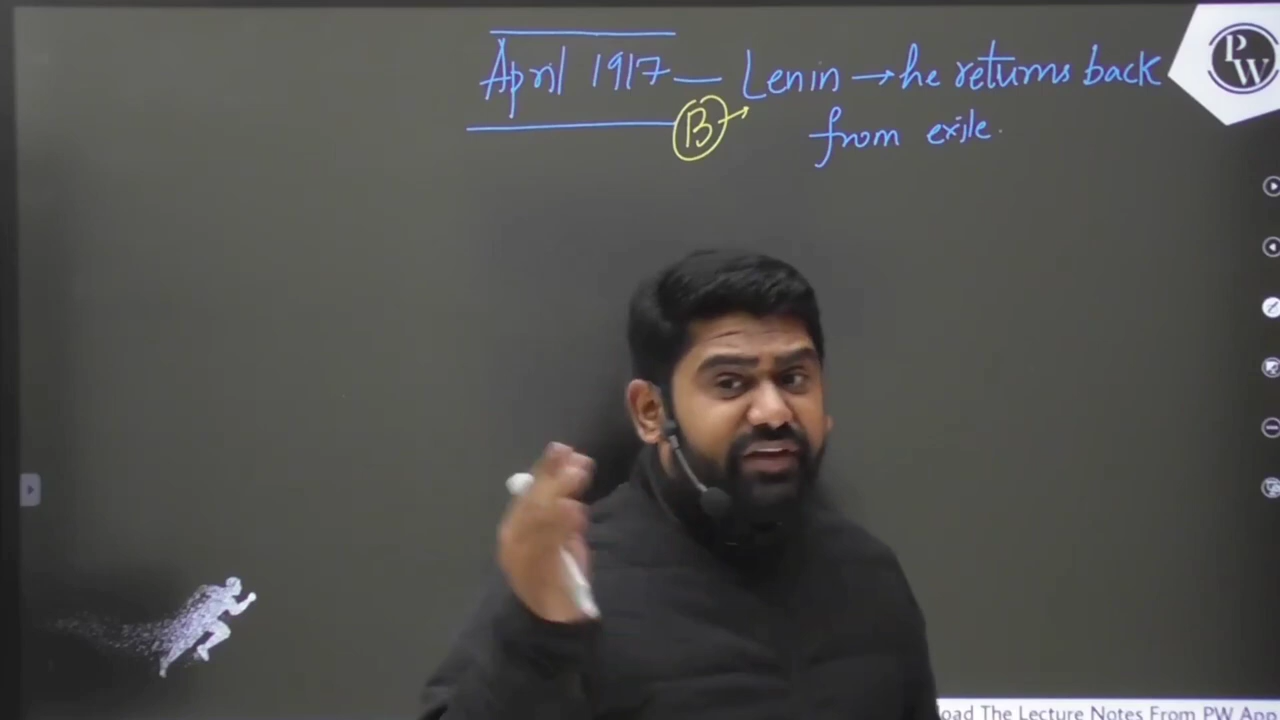 April 1917 — Lenin → he returns back
B → from exile.
PW
oad The Lecture Notes From PW App